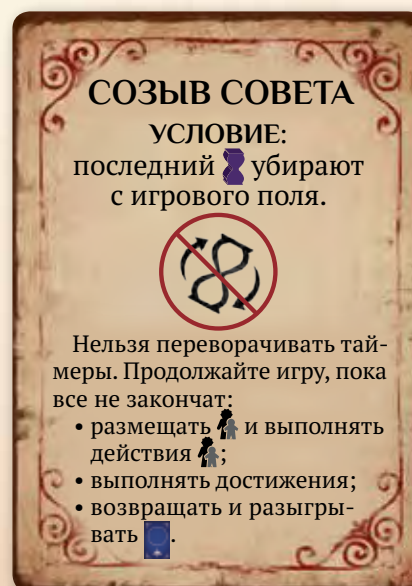 СОЗЫВ СОВЕТА
УСЛОВИЕ:
последний убирают
с игрового поля.
Нельзя переворачивать тай-
меры. Продолжайте игру, пока
все не закончат:
• размещать и выполнять
действия ;
• выполнять достижения;
• возвращать и разыгры-
вать .